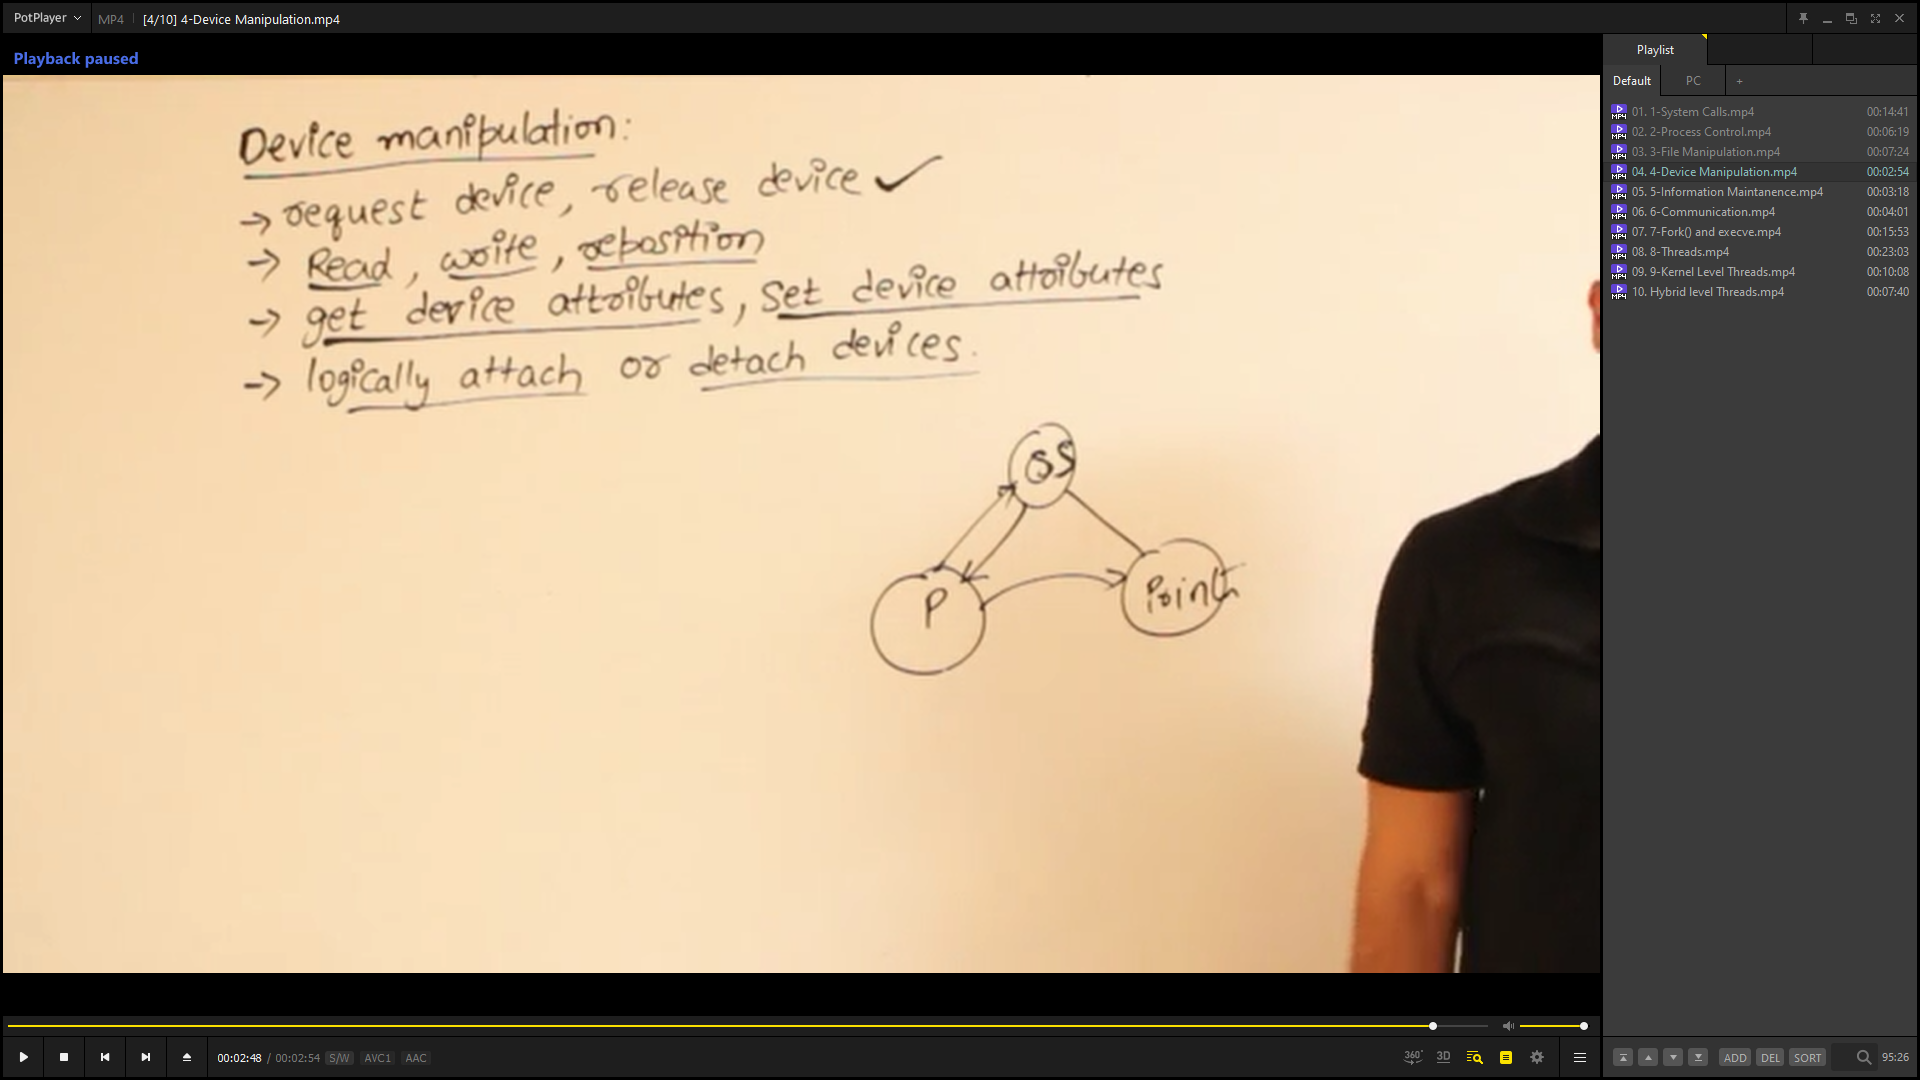 PotPlayer MP4 [4/10] 4-Device Manipulation.mp4
Playback paused
Device manipulation:
→ request device, release device ✓
→ Read, write, reposition
→ get device attributes, Set device attributes
→ logically attach or detach devices.
OS
P
Print
Playlist
Default PC +
01. 1-System Calls.mp4 00:14:41
02. 2-Process Control.mp4 00:06:19
03. 3-File Manipulation.mp4 00:07:24
04. 4-Device Manipulation.mp4 00:02:54
05. 5-Information Maintanence.mp4 00:03:18
06. 6-Communication.mp4 00:04:01
07. 7-Fork() and execve.mp4 00:15:53
08. 8-Threads.mp4 00:23:03
09. 9-Kernel Level Threads.mp4 00:10:08
10. Hybrid level Threads.mp4 00:07:40
00:02:48 / 00:02:54 S/W AVC1 AAC
360° 3D
ADD DEL SORT 95:26